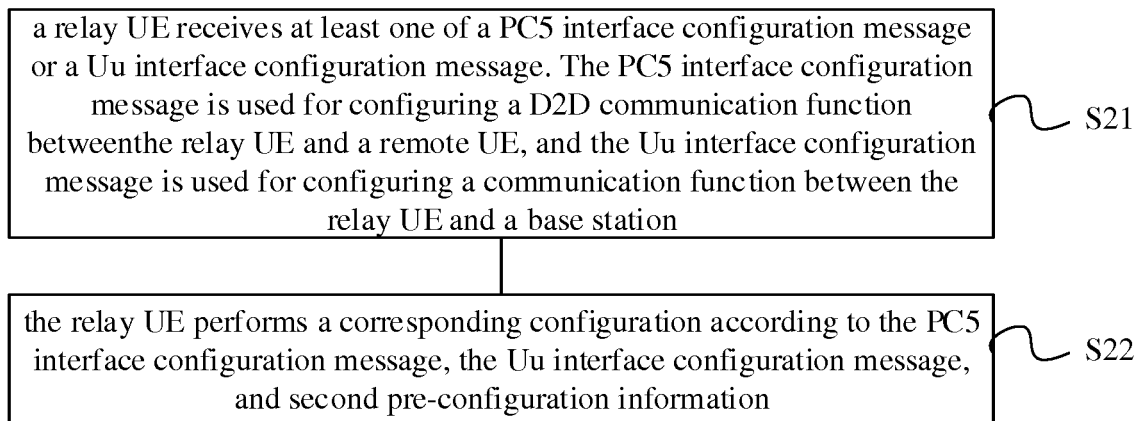 a relay UE receives at least one of a PC5 interface configuration message
or a Uu interface configuration message. The PC5 interface configuration
message is used for configuring a D2D communication function
betweenthe relay UE and a remote UE, and the Uu interface configuration
message is used for configuring a communication function between the
relay UE and a base station
S21
the relay UE performs a corresponding configuration according to the PC5
interface configuration message, the Uu interface configuration message,
and second pre-configuration information
S22